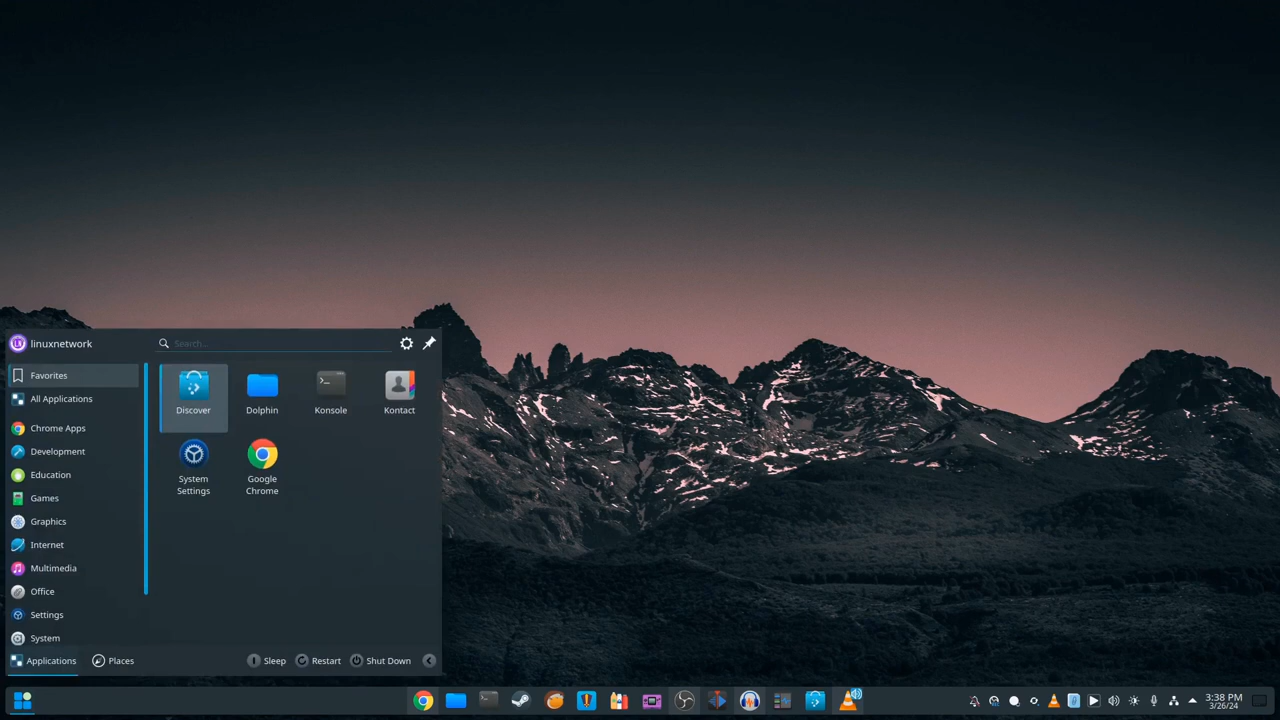 linuxnetwork
Search...
Favorites
All Applications
Chrome Apps
Development
Education
Games
Graphics
Internet
Multimedia
Office
Settings
System
Discover
Dolphin
Konsole
Kontact
System
Settings
Google
Chrome
Applications
Places
Sleep
Restart
Shut Down
3:38 PM
3/26/24